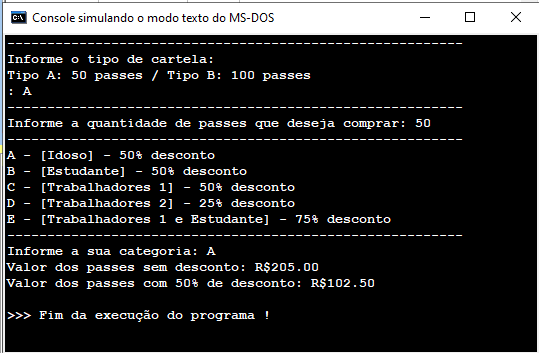 Console simulando o modo texto do MS-DOS
---------------------------------------------------------
Informe o tipo de cartela:
Tipo A: 50 passes / Tipo B: 100 passes
: A
---------------------------------------------------------
Informe a quantidade de passes que deseja comprar: 50
---------------------------------------------------------
A - [Idoso] - 50% desconto
B - [Estudante] - 50% desconto
C - [Trabalhadores 1] - 50% desconto
D - [Trabalhadores 2] - 25% desconto
E - [Trabalhadores 1 e Estudante] - 75% desconto
---------------------------------------------------------
Informe a sua categoria: A
Valor dos passes sem desconto: R$205.00
Valor dos passes com 50% de desconto: R$102.50
>>> Fim da execução do programa !